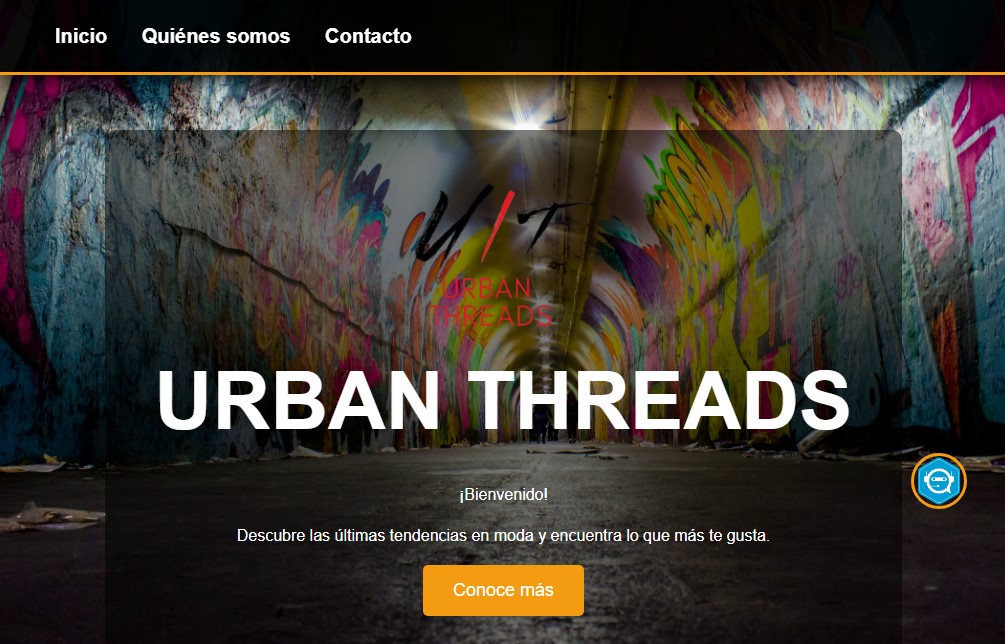 Inicio Quiénes somos Contacto
U/T
URBAN
THREADS
URBAN THREADS
¡Bienvenido!
Descubre las últimas tendencias en moda y encuentra lo que más te gusta.
Conoce más